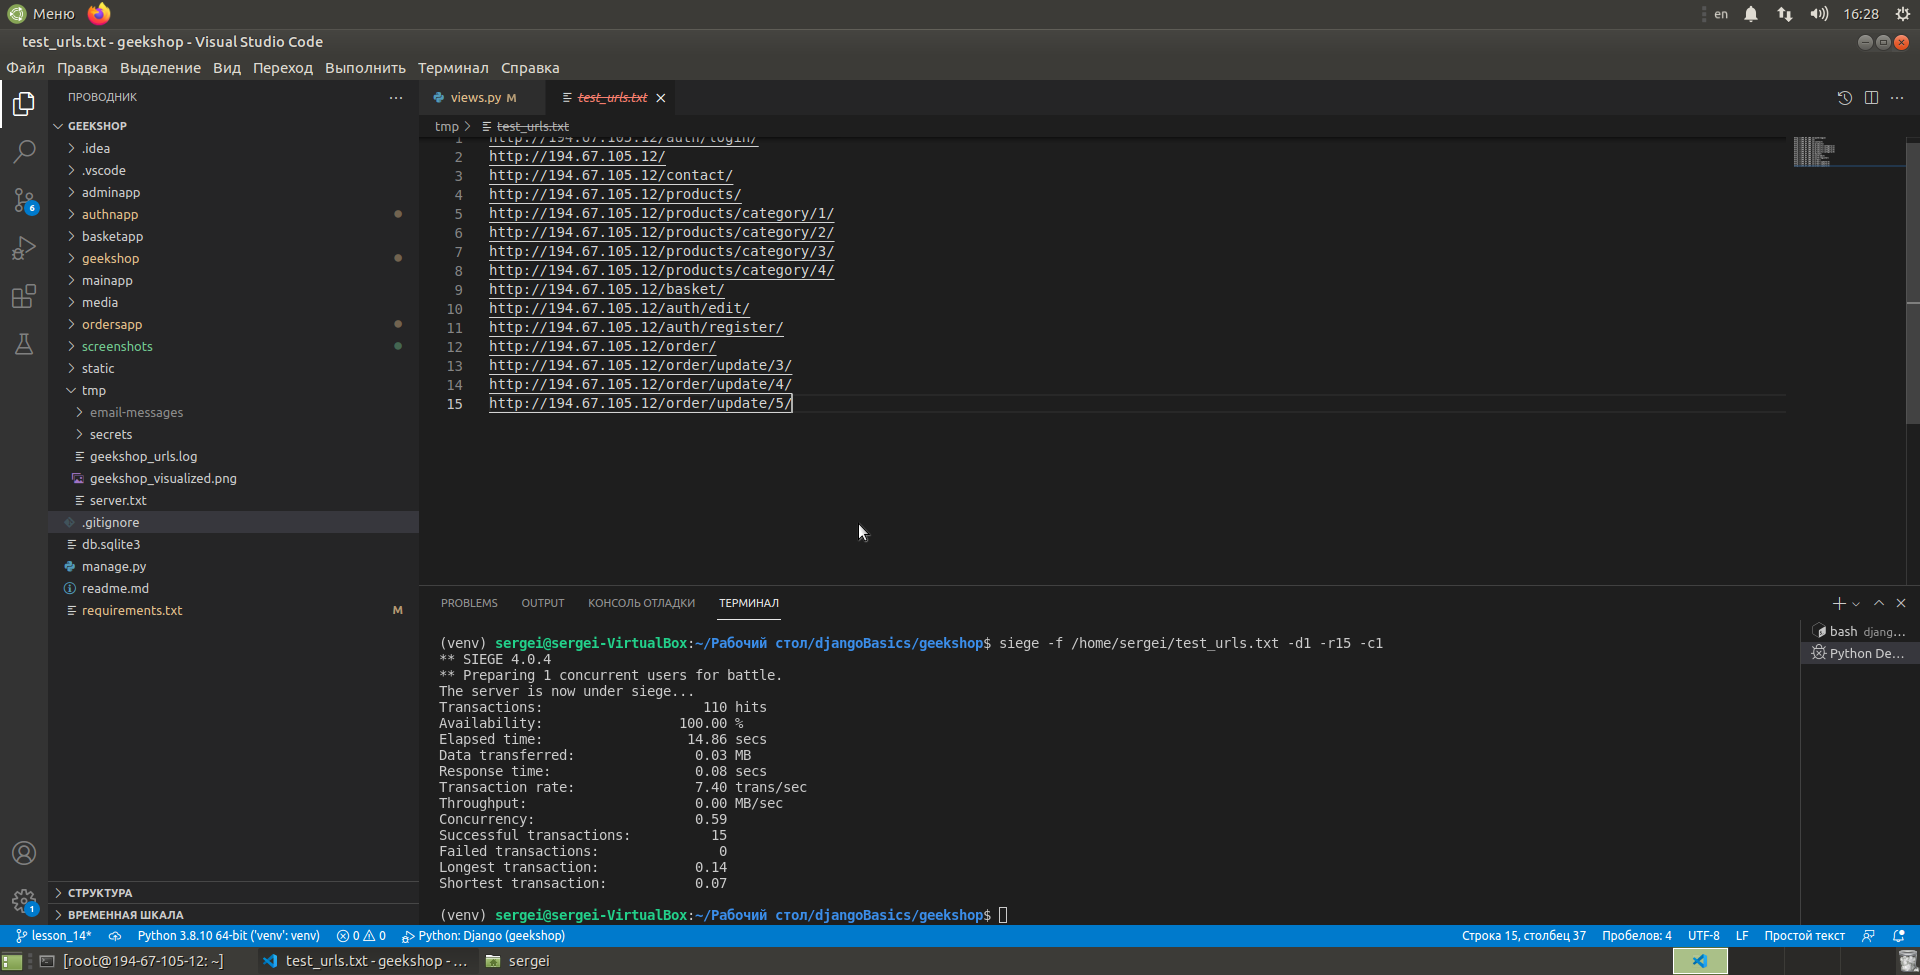 Меню
en
16:28
test_urls.txt - geekshop - Visual Studio Code
Файл Правка Выделение Вид Переход Выполнить Терминал Справка
ПРОВОДНИК
GEEKSHOP
.idea
.vscode
adminapp
authnapp
basketapp
geekshop
mainapp
media
ordersapp
screenshots
static
tmp
email-messages
secrets
geekshop_urls.log
geekshop_visualized.png
server.txt
.gitignore
db.sqlite3
manage.py
readme.md
requirements.txt M
СТРУКТУРА
ВРЕМЕННАЯ ШКАЛА
6
1
views.py M
test_urls.txt
tmp > test_urls.txt
1 http://194.67.105.12/auth/login/
2 http://194.67.105.12/
3 http://194.67.105.12/contact/
4 http://194.67.105.12/products/
5 http://194.67.105.12/products/category/1/
6 http://194.67.105.12/products/category/2/
7 http://194.67.105.12/products/category/3/
8 http://194.67.105.12/products/category/4/
9 http://194.67.105.12/basket/
10 http://194.67.105.12/auth/edit/
11 http://194.67.105.12/auth/register/
12 http://194.67.105.12/order/
13 http://194.67.105.12/order/update/3/
14 http://194.67.105.12/order/update/4/
15 http://194.67.105.12/order/update/5/
PROBLEMS OUTPUT КОНСОЛЬ ОТЛАДКИ ТЕРМИНАЛ
(venv) sergei@sergei-VirtualBox:~/Рабочий стол/djangoBasics/geekshop$ siege -f /home/sergei/test_urls.txt -d1 -r15 -c1
** SIEGE 4.0.4
** Preparing 1 concurrent users for battle.
The server is now under siege...
Transactions: 110 hits
Availability: 100.00 %
Elapsed time: 14.86 secs
Data transferred: 0.03 MB
Response time: 0.08 secs
Transaction rate: 7.40 trans/sec
Throughput: 0.00 MB/sec
Concurrency: 0.59
Successful transactions: 15
Failed transactions: 0
Longest transaction: 0.14
Shortest transaction: 0.07
(venv) sergei@sergei-VirtualBox:~/Рабочий стол/djangoBasics/geekshop$
bash djang...
Python De...
lesson_14* Python 3.8.10 64-bit ('venv': venv) 0 0 Python: Django (geekshop)
Строка 15, столбец 37 Пробелов: 4 UTF-8 LF Простой текст
[root@194-67-105-12: ~] test_urls.txt - geekshop - ... sergei